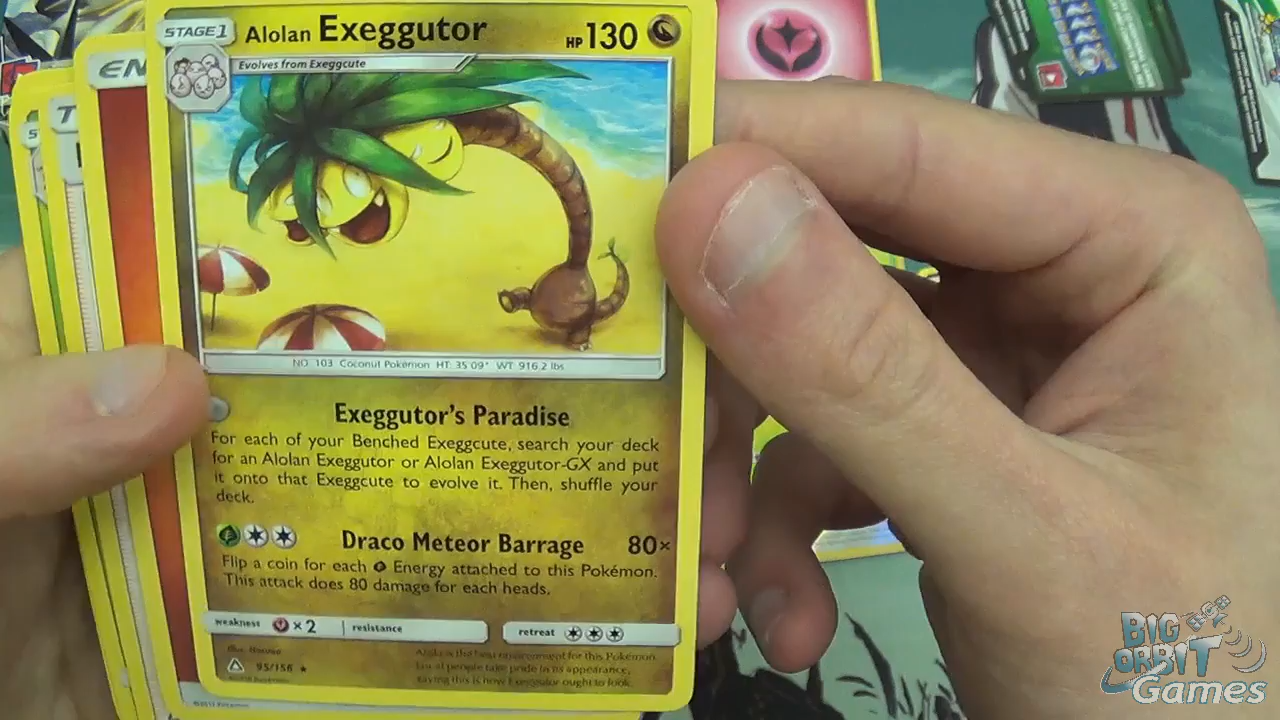 STAGE 1 Alolan Exeggutor HP 130
Evolves from Exeggcute
EN
T
NO. 103 Coconut Pokémon HT: 35'09" WT: 916.2 lbs
Exeggutor's Paradise
For each of your Benched Exeggcute, search your deck
for an Alolan Exeggutor or Alolan Exeggutor-GX and put
it onto that Exeggcute to evolve it. Then, shuffle your
deck.
Draco Meteor Barrage 80×
Flip a coin for each Energy attached to this Pokémon.
This attack does 80 damage for each heads.
weakness × 2 resistance retreat
95/156
Alola is the best environment for this Pokémon.
Local people take pride in its appearance,
saying this is how Exeggutor ought to look.
BIG
ORBIT
Games